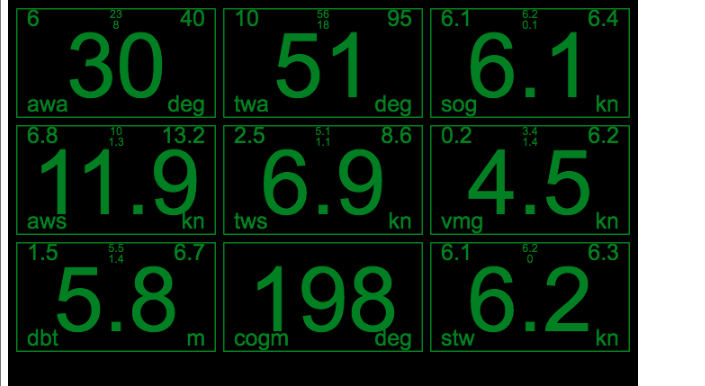 6 23 8 40
30
awa deg
10 56 18 95
51
twa deg
6.1 6.2 0.1 6.4
6.1
sog kn
6.8 10 1.3 13.2
11.9
aws kn
2.5 5.1 1.1 8.6
6.9
tws kn
0.2 3.4 1.4 6.2
4.5
vmg kn
1.5 5.5 1.4 6.7
5.8
dbt m
198
cogm deg
6.1 6.2 0 6.3
6.2
stw kn